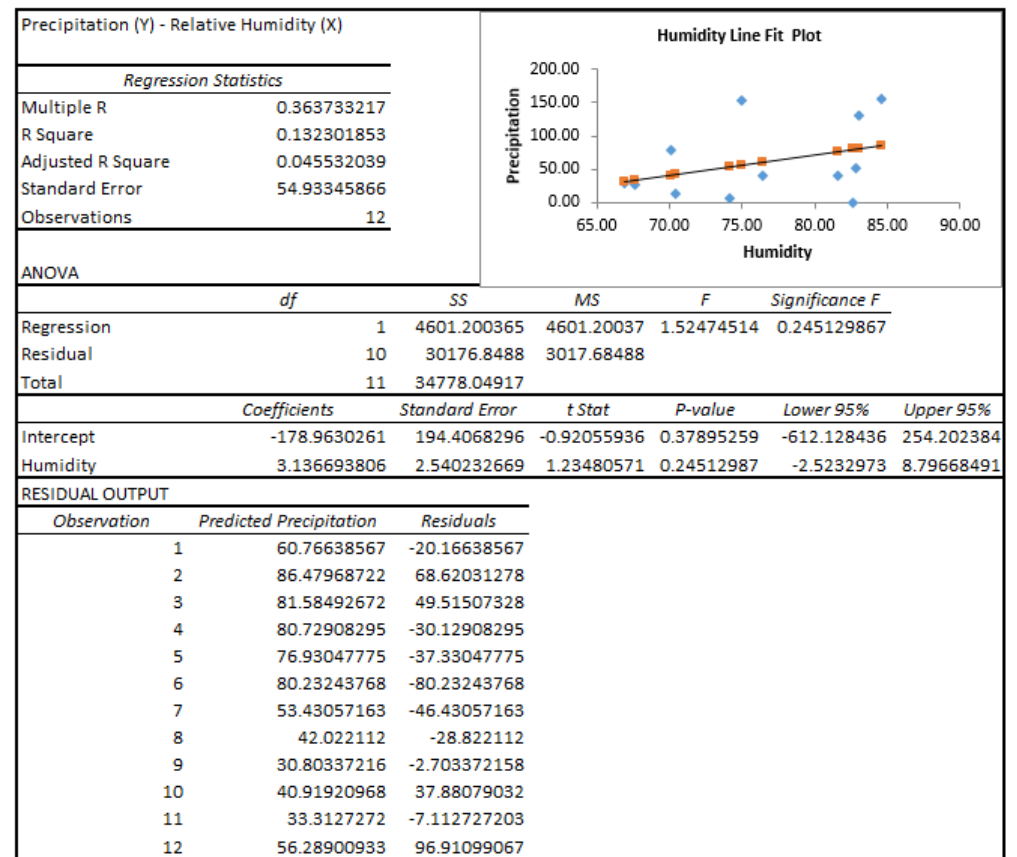 Precipitation (Y) - Relative Humidity (X)
Regression Statistics
Multiple R 0.363733217
R Square 0.132301853
Adjusted R Square 0.045532039
Standard Error 54.93345866
Observations 12
Humidity Line Fit Plot
Precipitation
200.00
150.00
100.00
50.00
0.00
65.00 70.00 75.00 80.00 85.00 90.00
Humidity
ANOVA
df SS MS F Significance F
Regression 1 4601.200365 4601.20037 1.52474514 0.245129867
Residual 10 30176.8488 3017.68488
Total 11 34778.04917
Coefficients Standard Error t Stat P-value Lower 95% Upper 95%
Intercept -178.9630261 194.4068296 -0.92055936 0.37895259 -612.128436 254.202384
Humidity 3.136693806 2.540232669 1.23480571 0.24512987 -2.5232973 8.79668491
RESIDUAL OUTPUT
Observation Predicted Precipitation Residuals
1 60.76638567 -20.16638567
2 86.47968722 68.62031278
3 81.58492672 49.51507328
4 80.72908295 -30.12908295
5 76.93047775 -37.33047775
6 80.23243768 -80.23243768
7 53.43057163 -46.43057163
8 42.022112 -28.822112
9 30.80337216 -2.703372158
10 40.91920968 37.88079032
11 33.3127272 -7.112727203
12 56.28900933 96.91099067